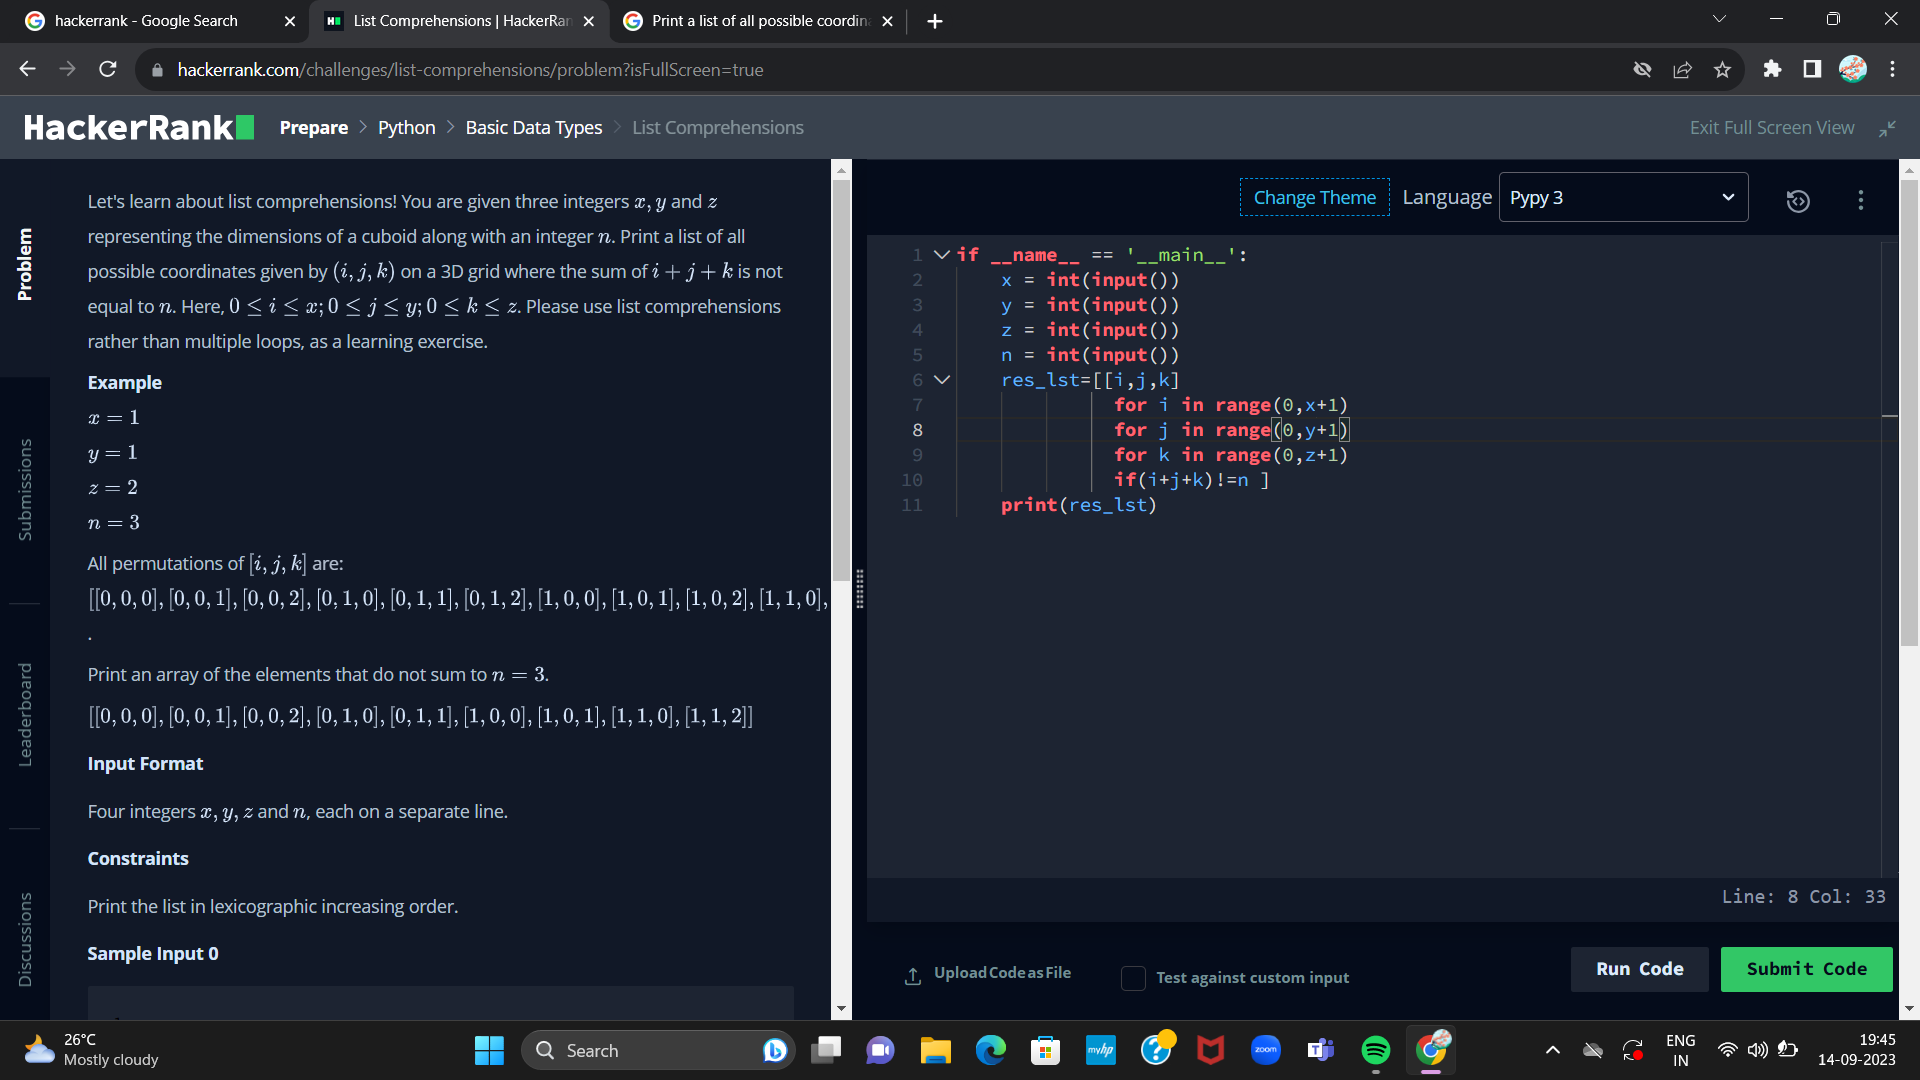 hackerrank - Google Search
List Comprehensions | HackerRan
Print a list of all possible coordin
hackerrank.com/challenges/list-comprehensions/problem?isFullScreen=true
HackerRank
Prepare > Python > Basic Data Types > List Comprehensions
Exit Full Screen View
Problem
Submissions
Leaderboard
Discussions
Let's learn about list comprehensions! You are given three integers x, y and z
representing the dimensions of a cuboid along with an integer n. Print a list of all
possible coordinates given by (i, j, k) on a 3D grid where the sum of i + j + k is not
equal to n. Here, 0 ≤ i ≤ x; 0 ≤ j ≤ y; 0 ≤ k ≤ z. Please use list comprehensions
rather than multiple loops, as a learning exercise.
Example
x = 1
y = 1
z = 2
n = 3
All permutations of [i, j, k] are:
[[0, 0, 0], [0, 0, 1], [0, 0, 2], [0, 1, 0], [0, 1, 1], [0, 1, 2], [1, 0, 0], [1, 0, 1], [1, 0, 2], [1, 1, 0],
.
Print an array of the elements that do not sum to n = 3.
[[0, 0, 0], [0, 0, 1], [0, 0, 2], [0, 1, 0], [0, 1, 1], [1, 0, 0], [1, 0, 1], [1, 1, 0], [1, 1, 2]]
Input Format
Four integers x, y, z and n, each on a separate line.
Constraints
Print the list in lexicographic increasing order.
Sample Input 0
Change Theme
Language
Pypy 3
1 if __name__ == '__main__':
2 x = int(input())
3 y = int(input())
4 z = int(input())
5 n = int(input())
6 res_lst=[[i,j,k]
7 for i in range(0,x+1)
8 for j in range(0,y+1)
9 for k in range(0,z+1)
10 if(i+j+k)!=n ]
11 print(res_lst)
Line: 8 Col: 33
Upload Code as File
Test against custom input
Run Code
Submit Code
26°C
Mostly cloudy
Search
myhp
zoom
ENG
IN
19:45
14-09-2023